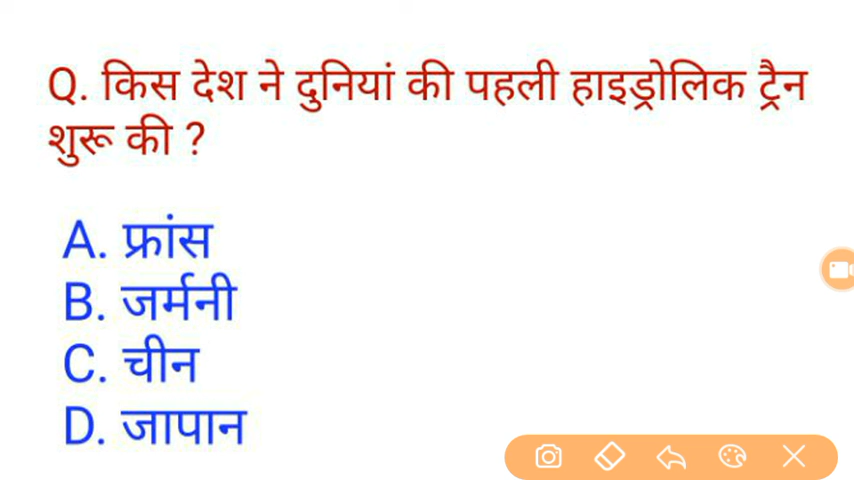 Q. किस देश ने दुनियां की पहली हाइड्रोलिक ट्रैन
शुरू की ?
A. फ्रांस
B. जर्मनी
C. चीन
D. जापान